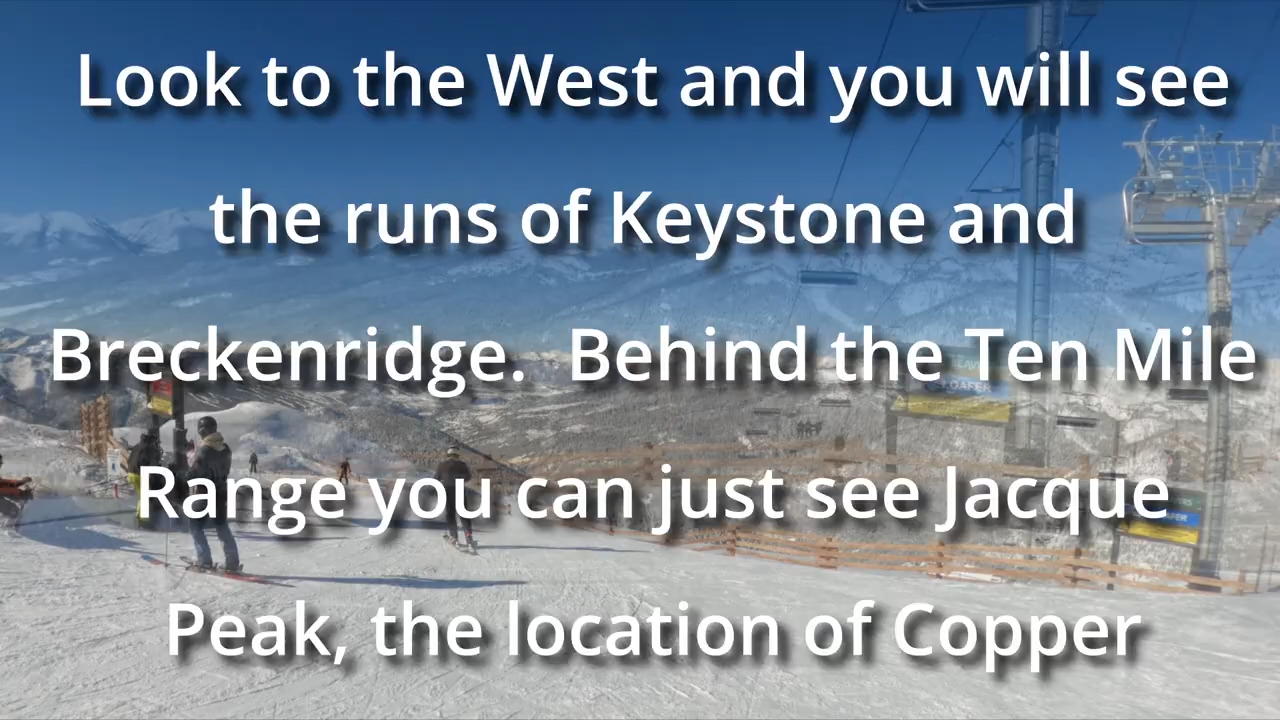 Look to the West and you will see
the runs of Keystone and
Breckenridge.  Behind the Ten Mile
Range you can just see Jacque
Peak, the location of Copper
LOAFER